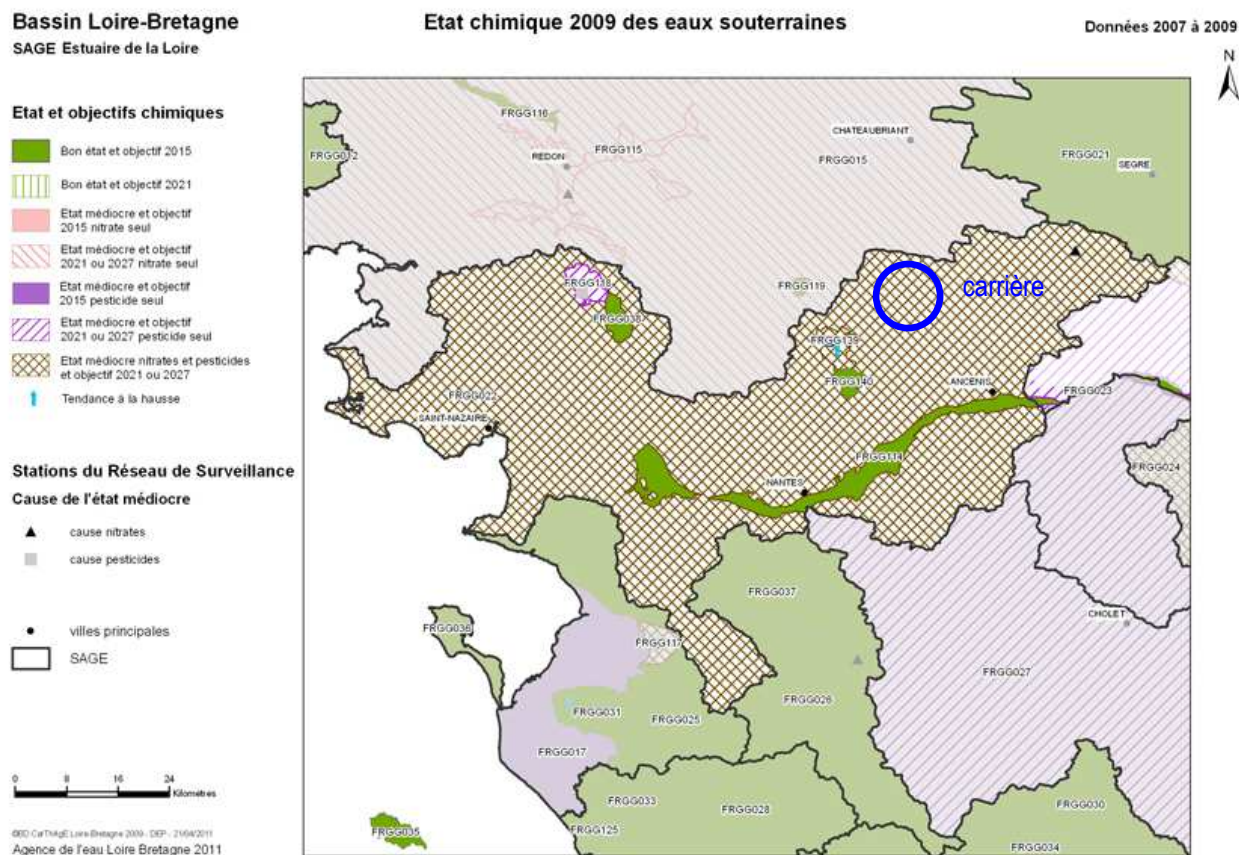 Bassin Loire-Bretagne
SAGE Estuaire de la Loire
Etat chimique 2009 des eaux souterraines
Données 2007 à 2009
N
Etat et objectifs chimiques
Bon état et objectif 2015
Bon état et objectif 2021
Etat médiocre et objectif
2015 nitrate seul
Etat médiocre et objectif
2021 ou 2027 nitrate seul
Etat médiocre et objectif
2015 pesticide seul
Etat médiocre et objectif
2021 ou 2027 pesticide seul
Etat médiocre nitrates et pesticides
et objectif 2021 ou 2027
Tendance à la hausse
Stations du Réseau de Surveillance
Cause de l'état médiocre
cause nitrates
cause pesticides
villes principales
SAGE
0 8 16 24
Kilomètres
Agence de l'eau Loire Bretagne 2011
FRGG116
FRGG012
REDON
FRGG115
CHATEAUBRIANT
FRGG015
FRGG021
SEGRE
FRGG118
FRGG038
FRGG119
carrière
FRGG139
FRGG140
ANCENIS
FRGG023
FRGG022
SAINT-NAZAIRE
FRGG114
NANTES
FRGG024
FRGG037
CHOLET
FRGG036
FRGG117
FRGG027
FRGG031
FRGG025
FRGG026
FRGG017
FRGG033
FRGG028
FRGG030
FRGG035
FRGG125
FRGG034